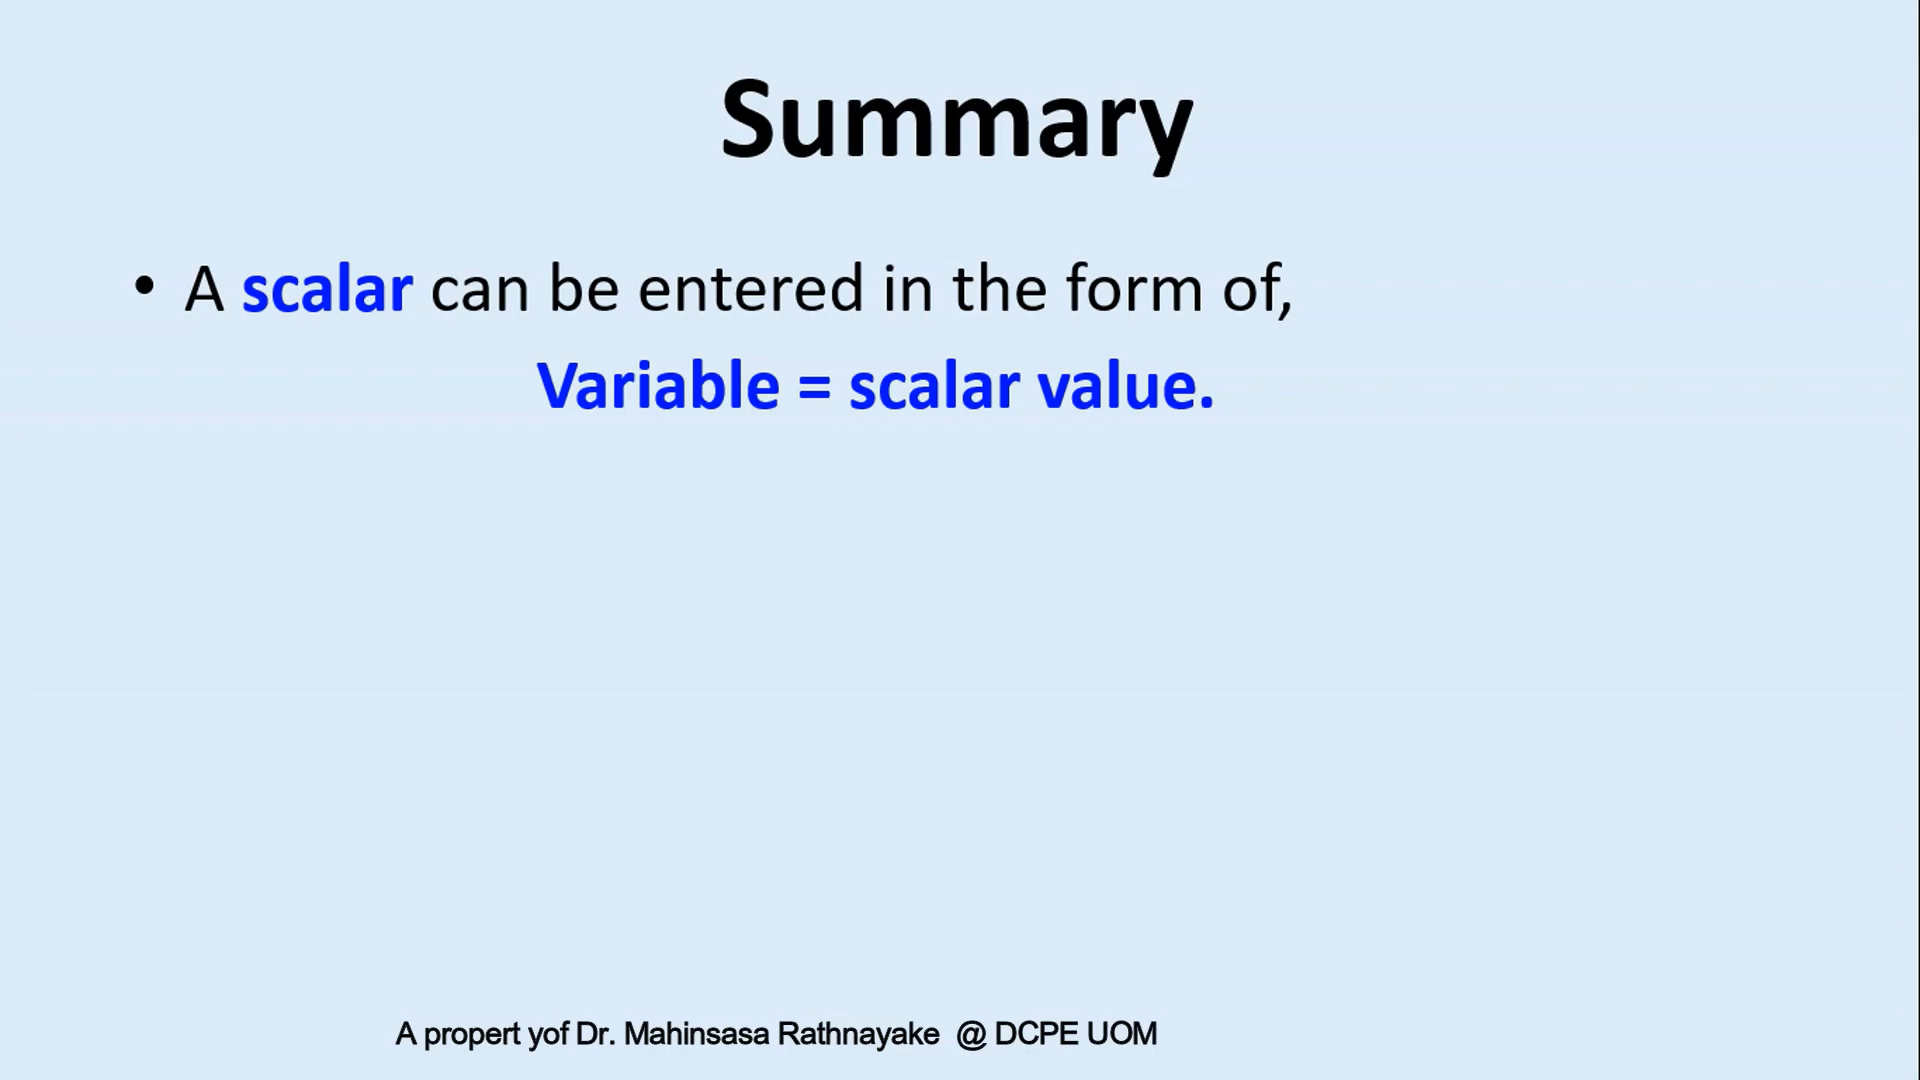 Summary
• A scalar can be entered in the form of,
Variable = scalar value.
A propert yof Dr. Mahinsasa Rathnayake @ DCPE UOM